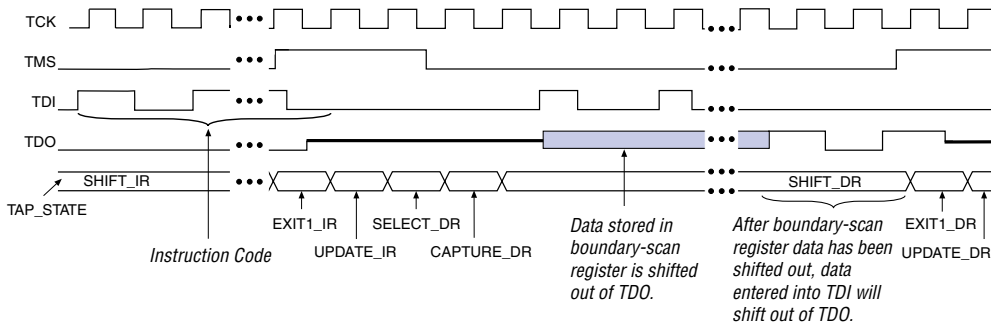 TCK
TMS
TDI
TDO
SHIFT_IR
SHIFT_DR
TAP_STATE
EXIT1_IR
SELECT_DR
Data stored in
boundary-scan
register is shifted
out of TDO.
After boundary-scan
register data has been
shifted out, data
entered into TDI will
shift out of TDO.
EXIT1_DR
Instruction Code
UPDATE_IR
CAPTURE_DR
UPDATE_DR